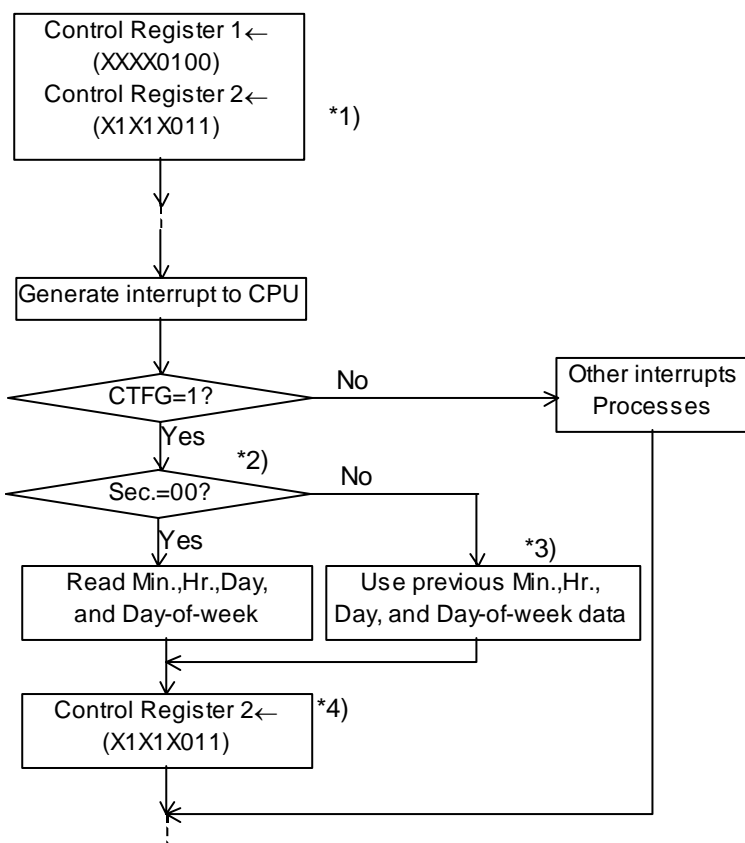 Control Register 1←
(XXXX0100)
Control Register 2←
(X1X1X011)
*1)
Generate interrupt to CPU
CTFG=1?
No
Other interrupts
Processes
Yes
*2)
Sec.=00?
No
Yes
*3)
Read Min.,Hr.,Day,
and Day-of-week
Use previous Min.,Hr.,
Day, and Day-of-week data
Control Register 2←
(X1X1X011)
*4)